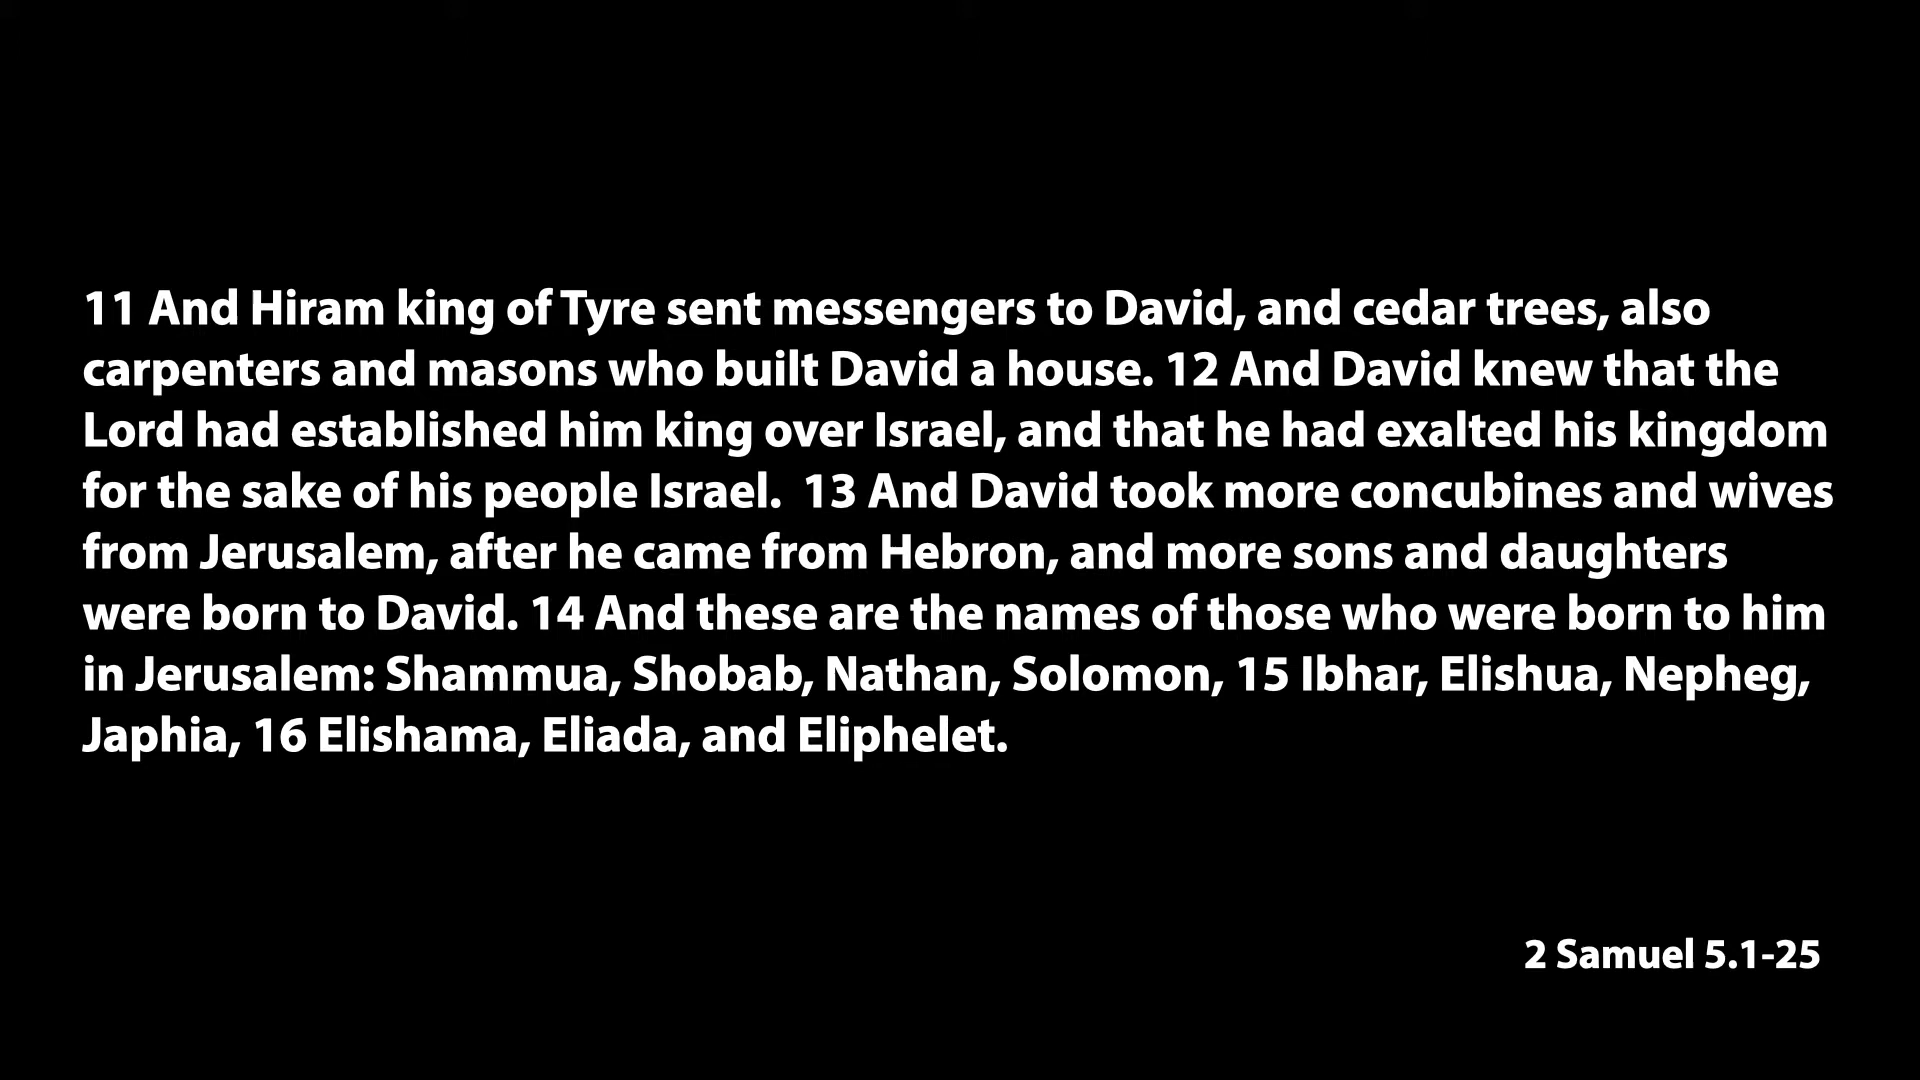 11 And Hiram king of Tyre sent messengers to David, and cedar trees, also
carpenters and masons who built David a house. 12 And David knew that the
Lord had established him king over Israel, and that he had exalted his kingdom
for the sake of his people Israel.  13 And David took more concubines and wives
from Jerusalem, after he came from Hebron, and more sons and daughters
were born to David. 14 And these are the names of those who were born to him
in Jerusalem: Shammua, Shobab, Nathan, Solomon, 15 Ibhar, Elishua, Nepheg,
Japhia, 16 Elishama, Eliada, and Eliphelet.
2 Samuel 5.1-25